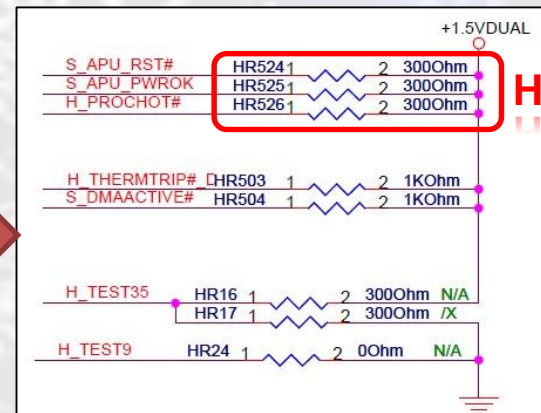 +1.5VDUAL
S_APU_RST# HR524 1 2 300Ohm
S_APU_PWROK HR525 1 2 300Ohm
H_PROCHOT# HR526 1 2 300Ohm
H
H_THERMTRIP#_D HR503 1 2 1KOhm
S_DMAACTIVE# HR504 1 2 1KOhm
H_TEST35 HR16 1 2 300Ohm N/A
HR17 1 2 300Ohm /X
H_TEST9 HR24 1 2 0Ohm N/A